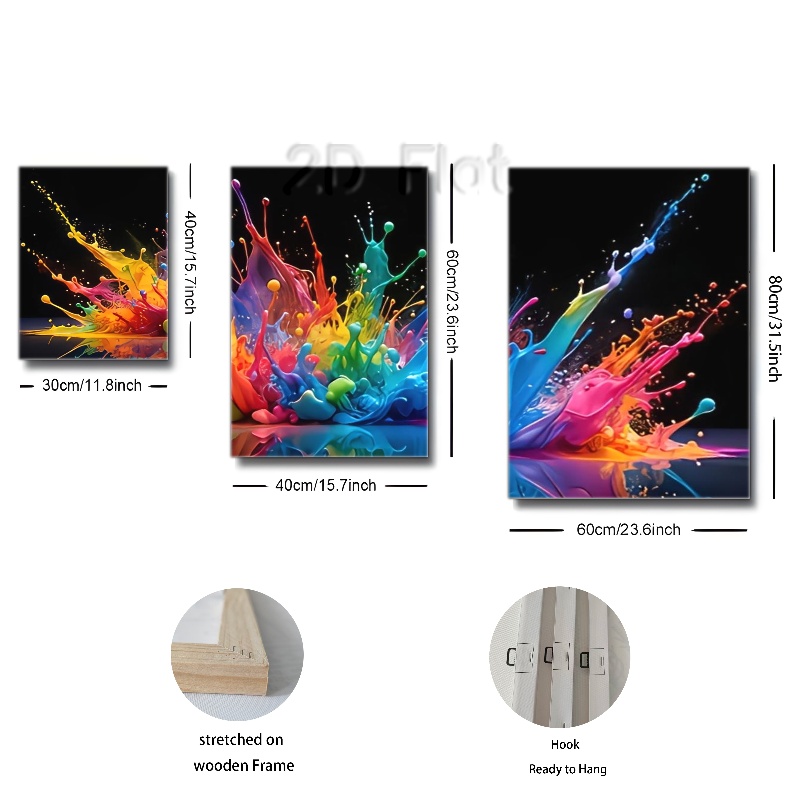 2D Flat
40cm/15.7inch
30cm/11.8inch
60cm/23.6inch
40cm/15.7inch
80cm/31.5inch
60cm/23.6inch
stretched on
wooden Frame
Hook
Ready to Hang